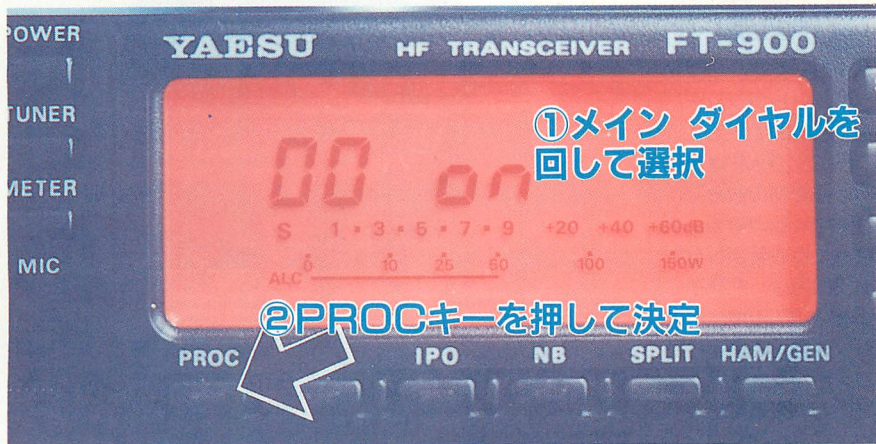 POWER
YAESU HF TRANSCEIVER FT-900
TUNER
①メイン ダイヤルを
回して選択
00 on
METER
S 1 • 3 • 5 • 7 • 9 +20 +40 +60dB
MIC
0 10 25 60 100 150W
ALC
②PROCキーを押して決定
PROC IPO NB SPLIT HAM/GEN